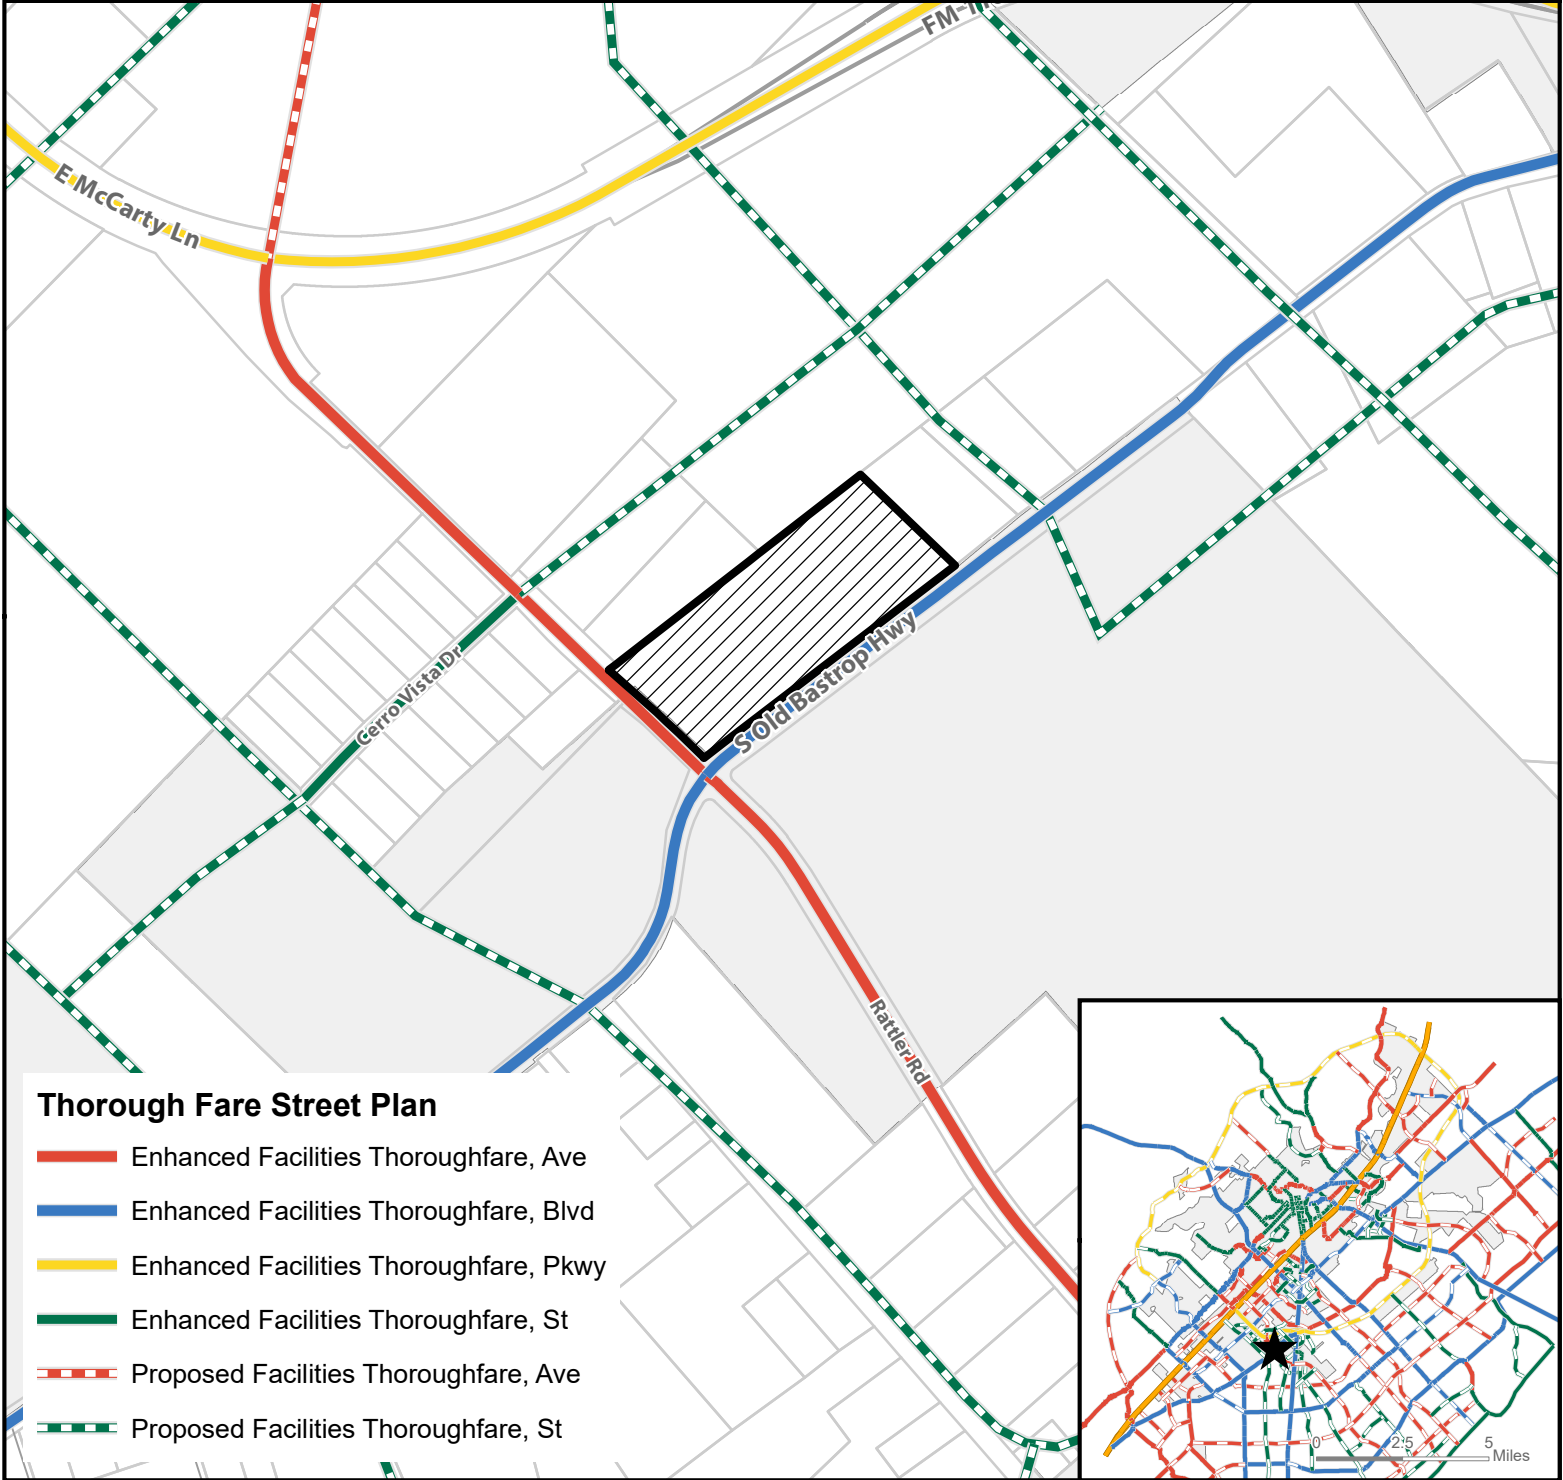 E McCarty Ln
Cerro Vista Dr
S Old Bastrop Hwy
Rattler Rd
Thorough Fare Street Plan
Enhanced Facilities Thoroughfare, Ave
Enhanced Facilities Thoroughfare, Blvd
Enhanced Facilities Thoroughfare, Pkwy
Enhanced Facilities Thoroughfare, St
Proposed Facilities Thoroughfare, Ave
Proposed Facilities Thoroughfare, St
0 2.5 5
Miles